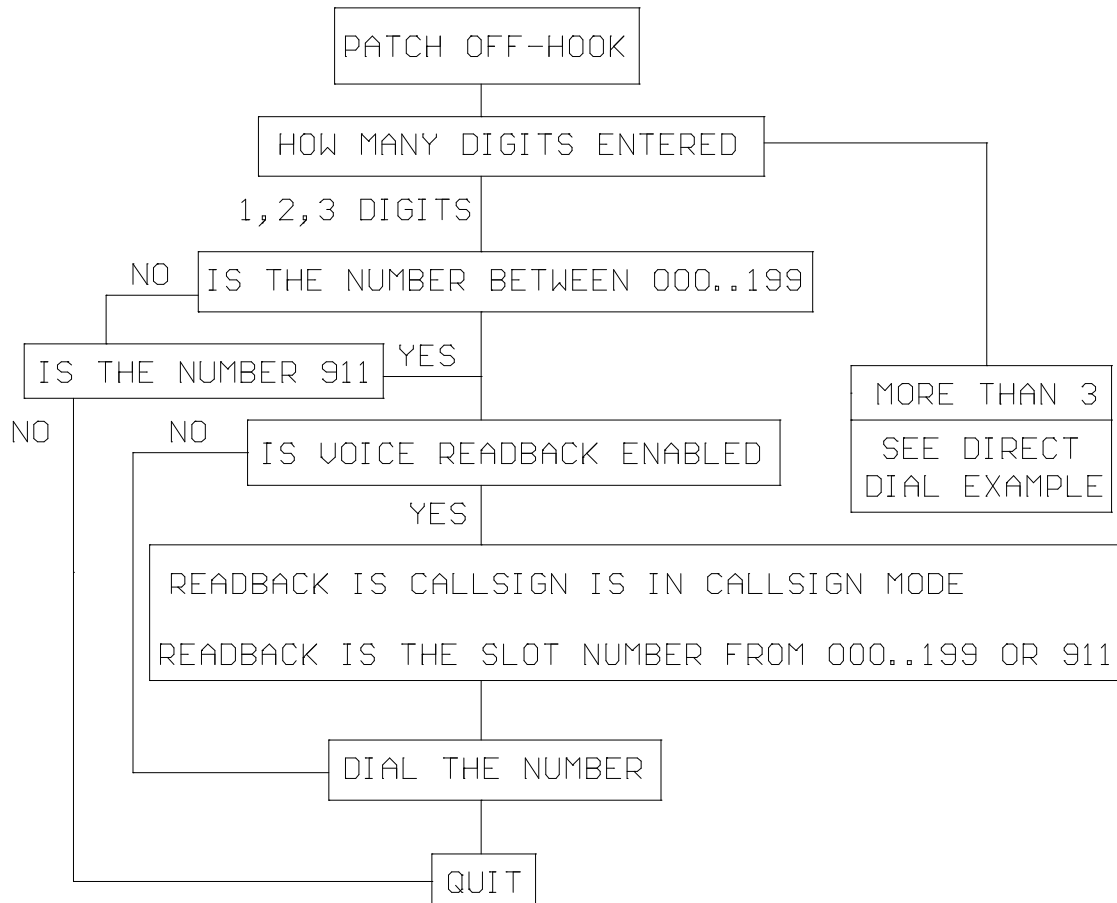 PATCH OFF-HOOK
HOW MANY DIGITS ENTERED
1,2,3 DIGITS
NO
IS THE NUMBER BETWEEN 000..199
IS THE NUMBER 911
YES
MORE THAN 3
SEE DIRECT
DIAL EXAMPLE
NO
NO
IS VOICE READBACK ENABLED
YES
READBACK IS CALLSIGN IS IN CALLSIGN MODE
READBACK IS THE SLOT NUMBER FROM 000..199 OR 911
DIAL THE NUMBER
QUIT